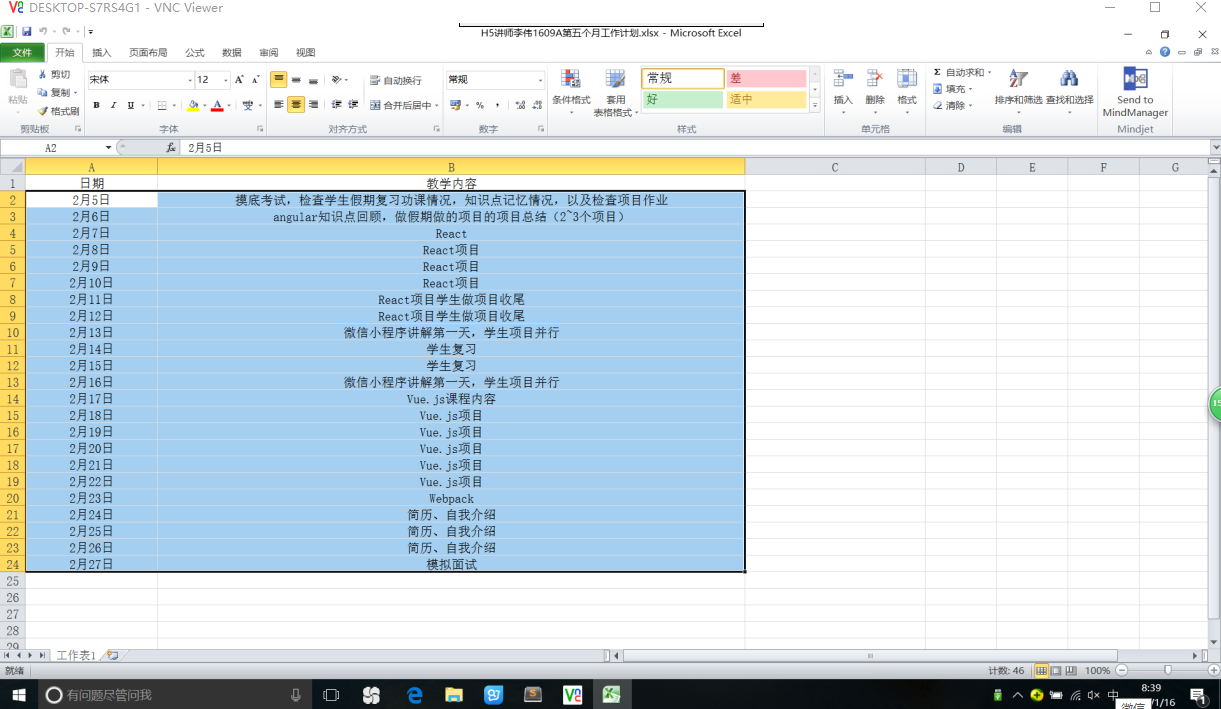 DESKTOP-S7RS4G1 - VNC Viewer
H5讲师李伟1609A第五个月工作计划.xlsx - Microsoft Excel
文件 开始 插入 页面布局 公式 数据 审阅 视图
粘贴 剪切 复制 格式刷 剪贴板
宋体 12 B I U 字体
自动换行 合并后居中 对齐方式
常规 % 数字
条件格式 套用 表格格式
常规 差 好 适中 样式
插入 删除 格式 单元格
Σ 自动求和 填充 清除 排序和筛选 查找和选择 编辑
Send to MindManager Mindjet
A2 fx 2月5日
A B C D E F G
1 日期 教学内容
2 2月5日 摸底考试，检查学生假期复习功课情况，知识点记忆情况，以及检查项目作业
3 2月6日 angular知识点回顾，做假期做的项目的项目总结（2~3个项目）
4 2月7日 React
5 2月8日 React项目
6 2月9日 React项目
7 2月10日 React项目
8 2月11日 React项目学生做项目收尾
9 2月12日 React项目学生做项目收尾
10 2月13日 微信小程序讲解第一天，学生项目并行
11 2月14日 学生复习
12 2月15日 学生复习
13 2月16日 微信小程序讲解第一天，学生项目并行
14 2月17日 Vue.js课程内容
15 2月18日 Vue.js项目
16 2月19日 Vue.js项目
17 2月20日 Vue.js项目
18 2月21日 Vue.js项目
19 2月22日 Vue.js项目
20 2月23日 Webpack
21 2月24日 简历、自我介绍
22 2月25日 简历、自我介绍
23 2月26日 简历、自我介绍
24 2月27日 模拟面试
25
26
27
28
29
工作表1
就绪 计数: 46 100%
有问题尽管问我 中 8:39
/1/16 1
微信